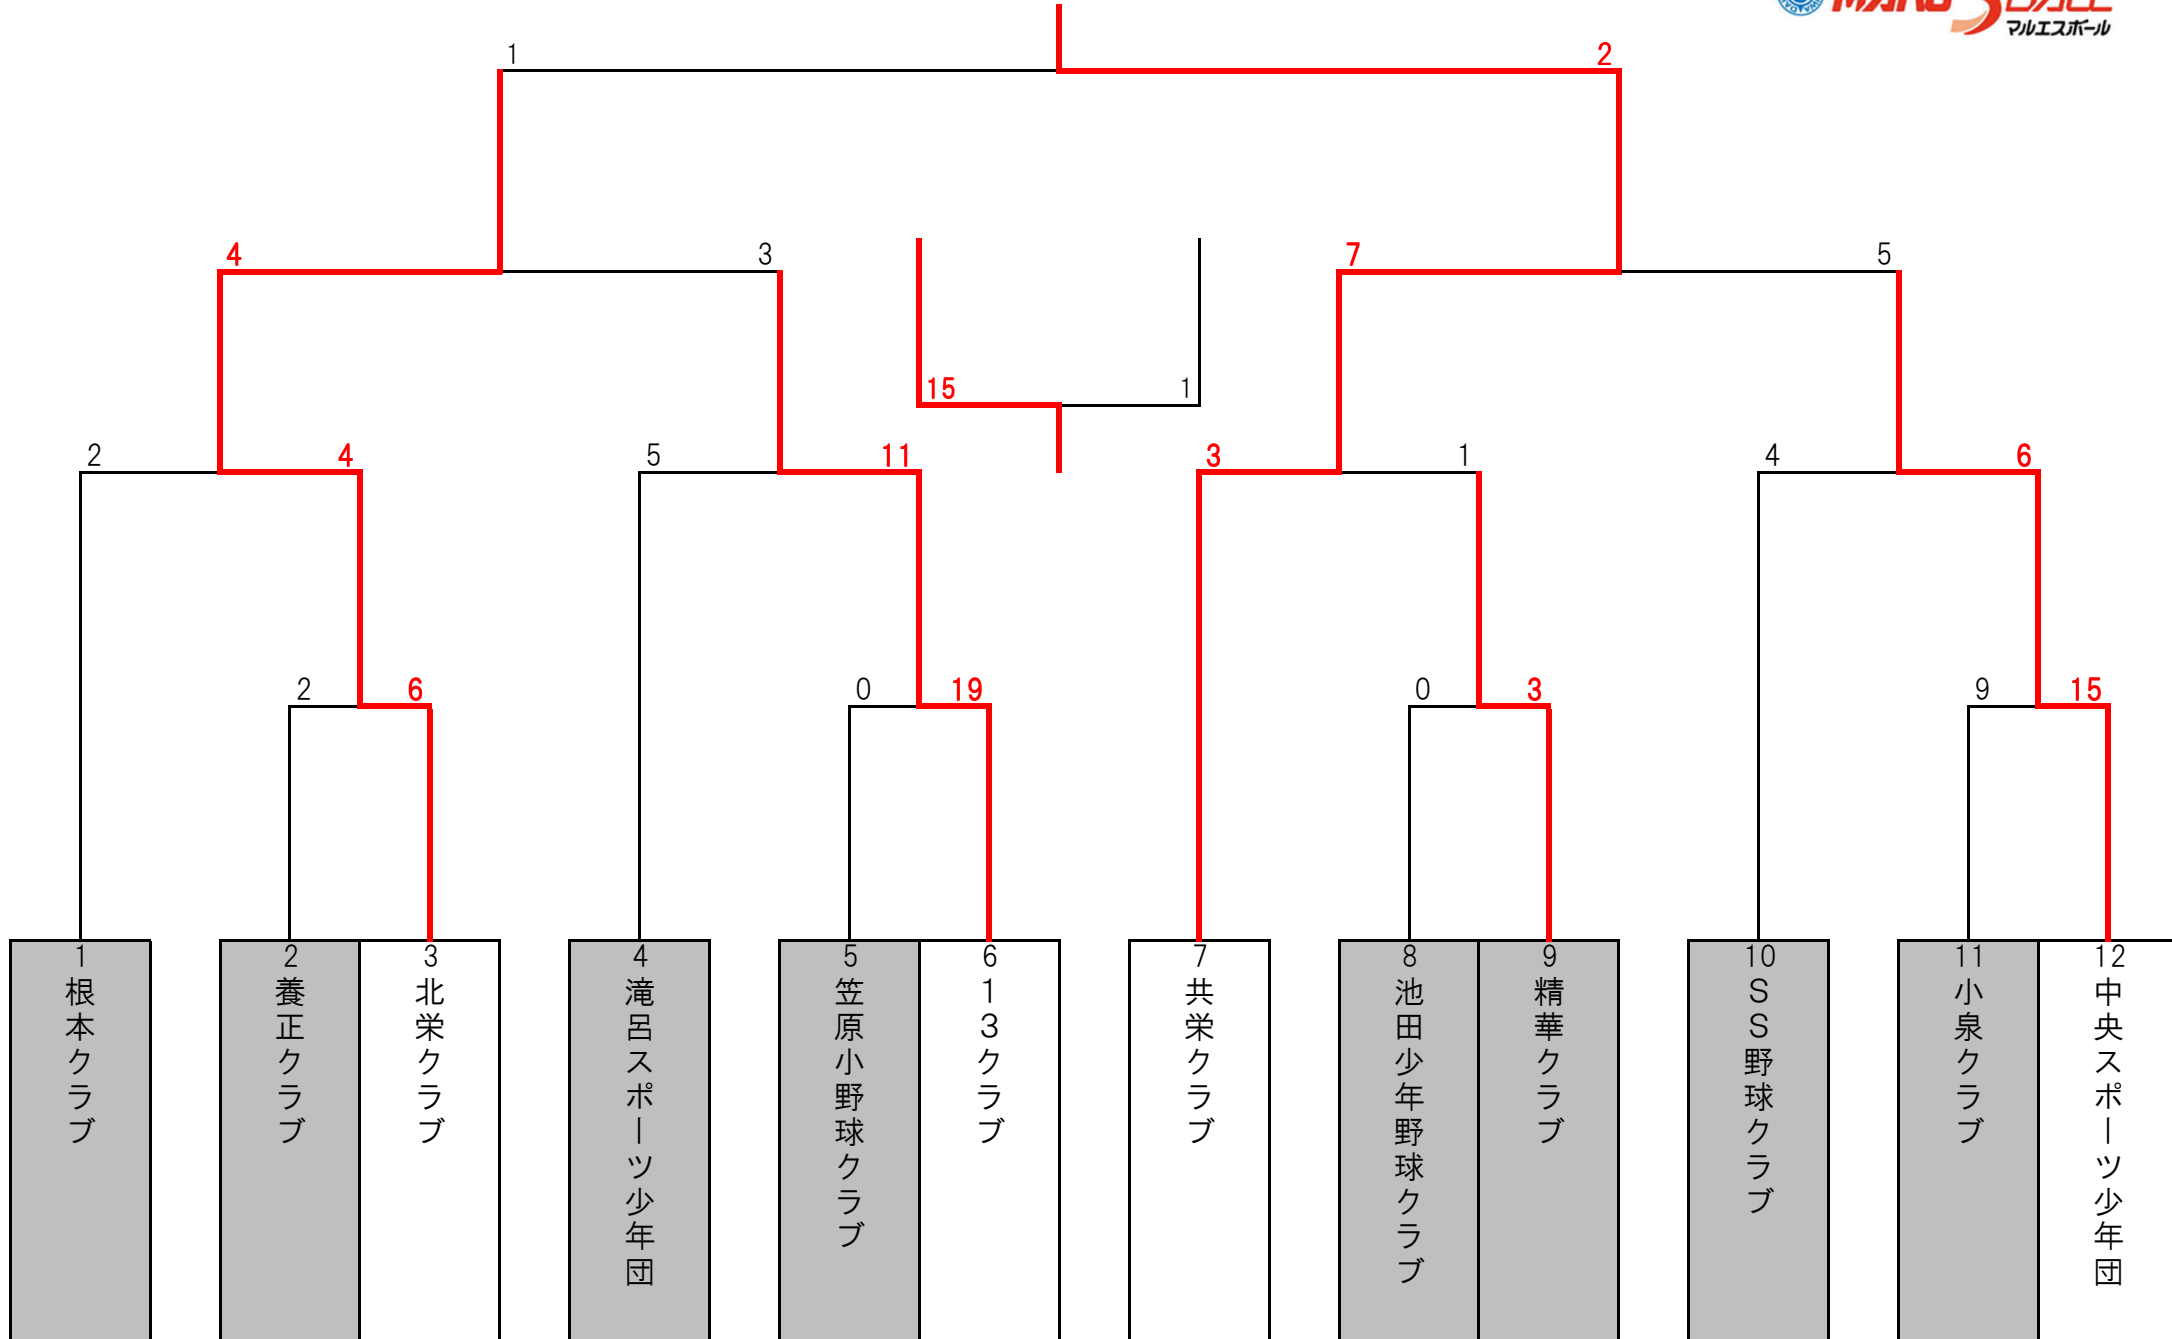 マルエスボール
1
2
4
3
7
5
15
1
2
4
5
11
3
1
4
6
2
6
0
19
0
3
9
15
1
根本クラブ
2
養正クラブ
3
北栄クラブ
4
滝呂スポーツ少年団
5
笠原小野球クラブ
6
13クラブ
7
共栄クラブ
8
池田少年野球クラブ
9
精華クラブ
10
SS野球クラブ
11
小泉クラブ
12
中央スポーツ少年団